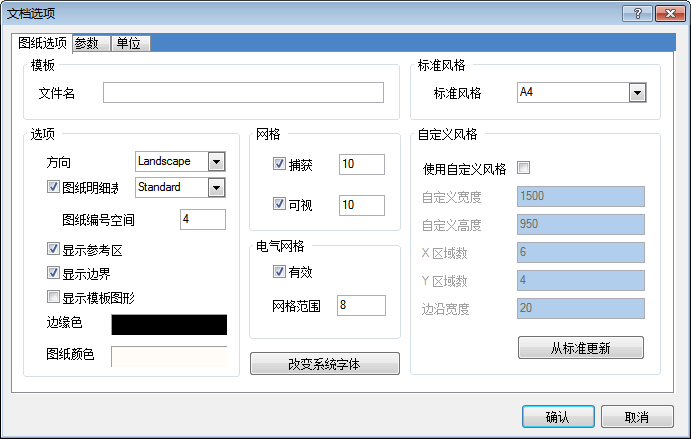 文档选项
图纸选项 参数 单位
模板
文件名
标准风格
标准风格 A4
选项
方向 Landscape
图纸明细表 Standard
图纸编号空间 4
显示参考区
显示边界
显示模板图形
边缘色
图纸颜色
网格
捕获 10
可视 10
电气网格
有效
网格范围 8
改变系统字体
自定义风格
使用自定义风格
自定义宽度 1500
自定义高度 950
X 区域数 6
Y 区域数 4
边沿宽度 20
从标准更新
确认 取消